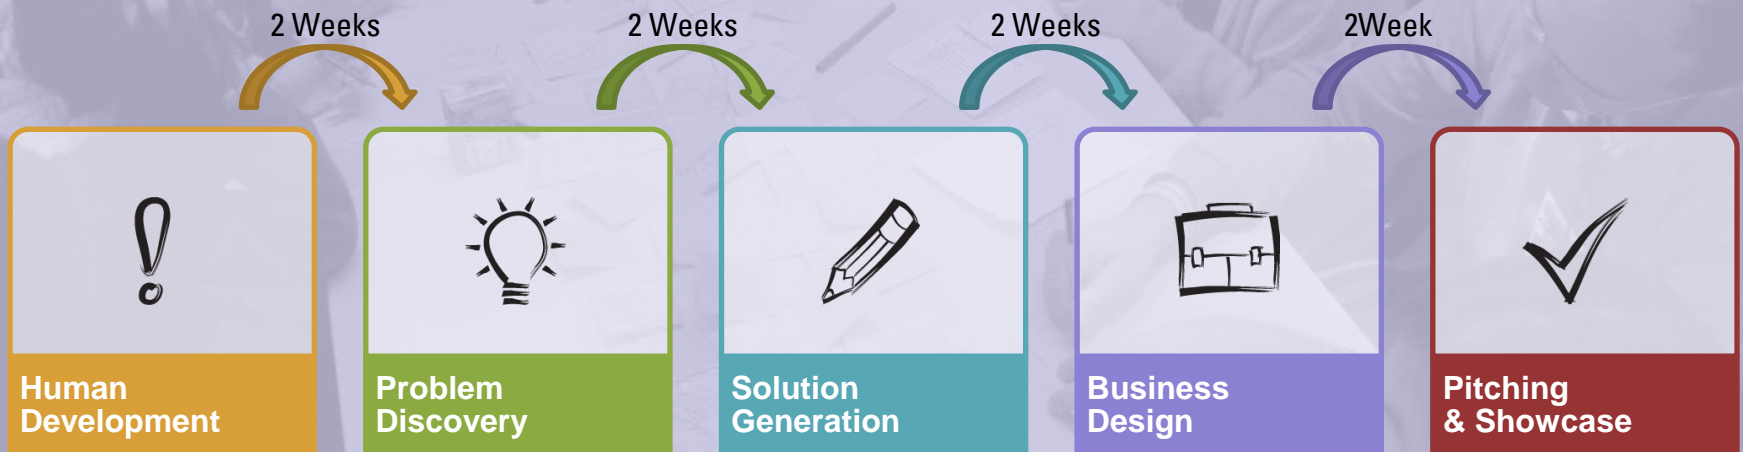 2 Weeks
2 Weeks
2 Weeks
2Week
Human
Development
Problem
Discovery
Solution
Generation
Business
Design
Pitching
& Showcase